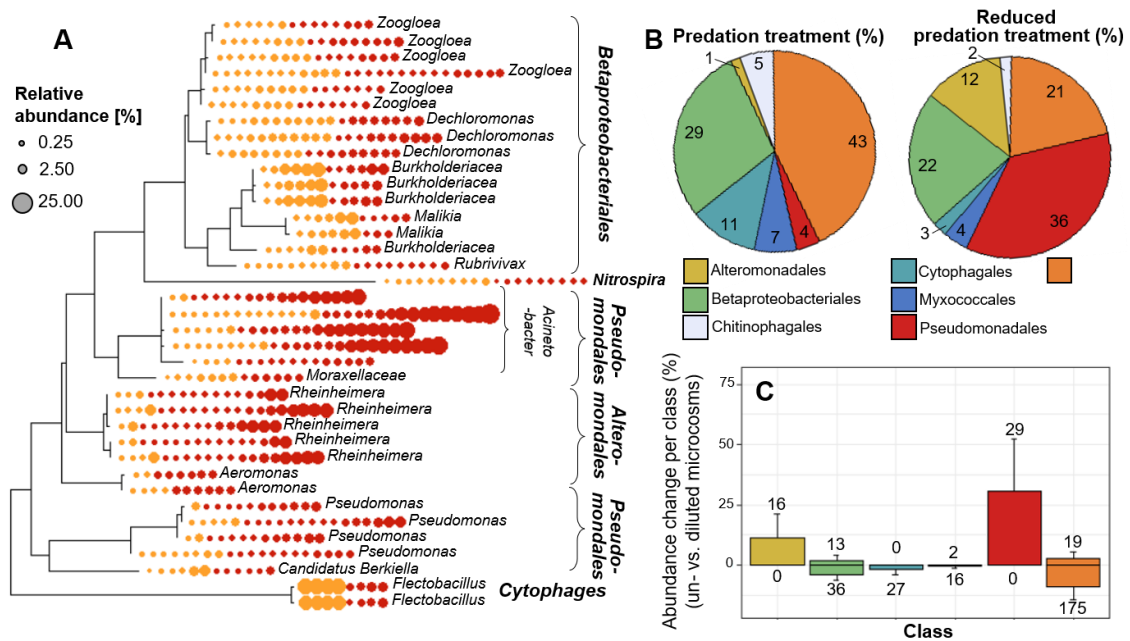 A
Relative
abundance [%]
0.25
2.50
25.00
Zoogloea
Zoogloea
Zoogloea
Zoogloea
Zoogloea
Zoogloea
Dechloromonas
Dechloromonas
Dechloromonas
Burkholderiacea
Burkholderiacea
Burkholderiacea
Malikia
Malikia
Burkholderiacea
Rubrivivax
Nitrospira
Moraxellaceae
Rheinheimera
Rheinheimera
Rheinheimera
Rheinheimera
Rheinheimera
Aeromonas
Aeromonas
Pseudomonas
Pseudomonas
Pseudomonas
Pseudomonas
Candidatus Berkiella
Flectobacillus
Flectobacillus
Cytophages
Betaproteobacteriales
Acineto
-bacter
Pseudo-
mondales
Altero-
mondales
Pseudo-
mondales
B
Predation treatment (%)
1
5
43
4
7
11
29
Reduced
predation treatment (%)
2
12
21
36
4
3
22
Alteromonadales
Betaproteobacteriales
Chitinophagales
Cytophagales
Myxococcales
Pseudomonadales
C
Abundance change per class (%)
(un- vs. diluted microcosms)
75
50
25
0
16
0
13
36
0
27
2
16
29
0
19
175
Class